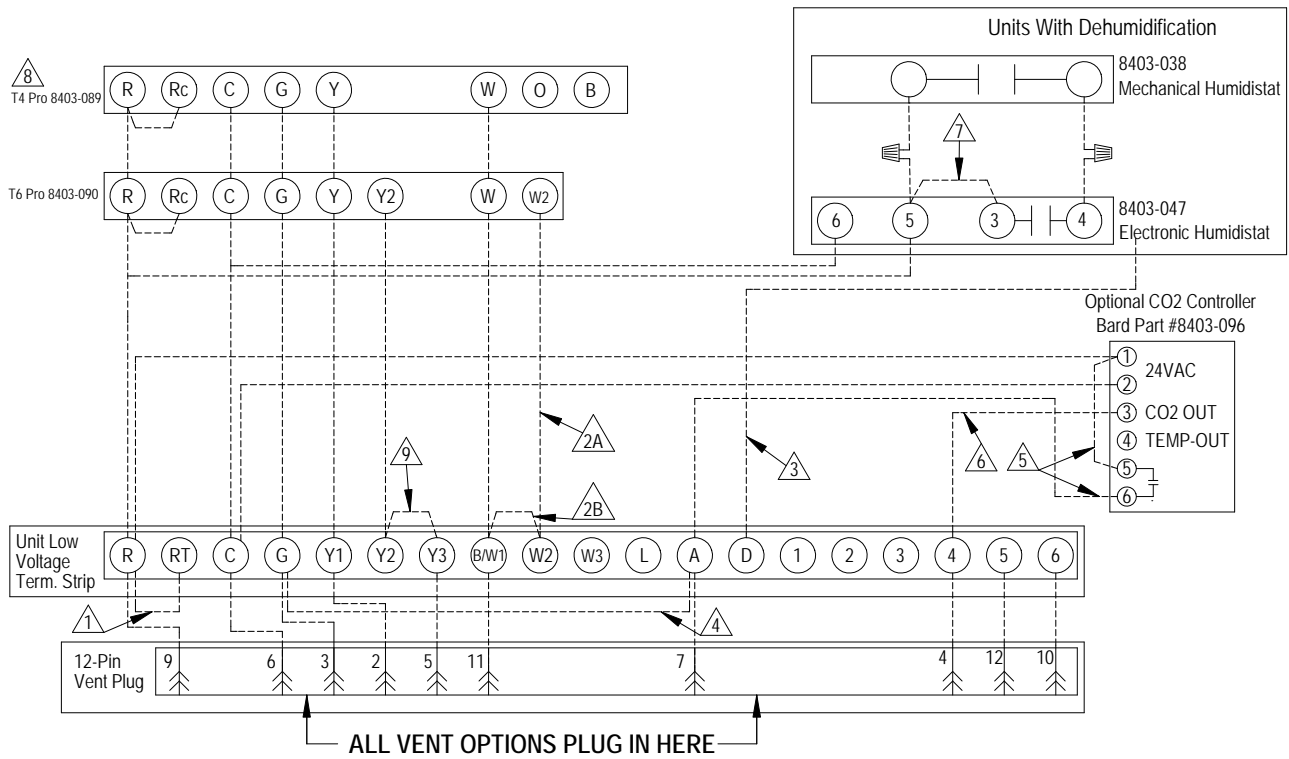 Units With Dehumidification
8403-038
Mechanical Humidistat
8
T4 Pro 8403-089
R Rc C G Y W O B
7
T6 Pro 8403-090
R Rc C G Y Y2 W W2
6 5 3 4
8403-047
Electronic Humidistat
Optional CO2 Controller
Bard Part #8403-096
1
24VAC
2
3 CO2 OUT
4 TEMP-OUT
5
6
2A
9
3
6
5
2B
Unit Low
Voltage
Term. Strip
R RT C G Y1 Y2 Y3 B/W1 W2 W3 L A D 1 2 3 4 5 6
1
4
12-Pin
Vent Plug
9 6 3 2 5 11 7 4 12 10
ALL VENT OPTIONS PLUG IN HERE